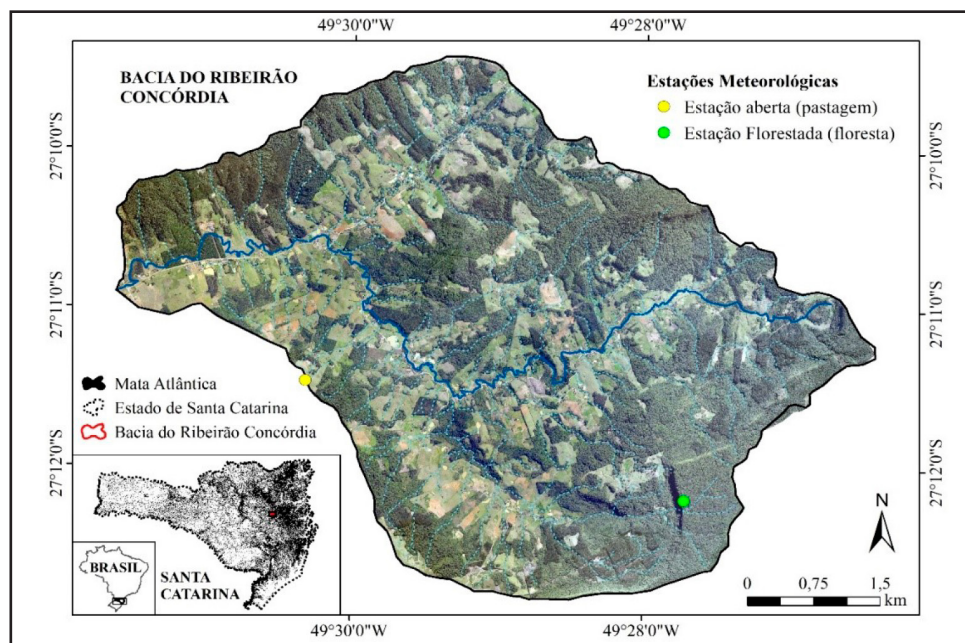 49°30'0"W
49°28'0"W
BACIA DO RIBEIRÃO
CONCÓRDIA
Estações Meteorológicas
Estação aberta (pastagem)
Estação Florestada (floresta)
27°10'0"S
27°10'0"S
27°11'0"S
27°11'0"S
Mata Atlântica
Estado de Santa Catarina
Bacia do Ribeirão Concórdia
27°12'0"S
27°12'0"S
N
BRASIL
SANTA
CATARINA
0 0,75 1,5
km
49°30'0"W
49°28'0"W